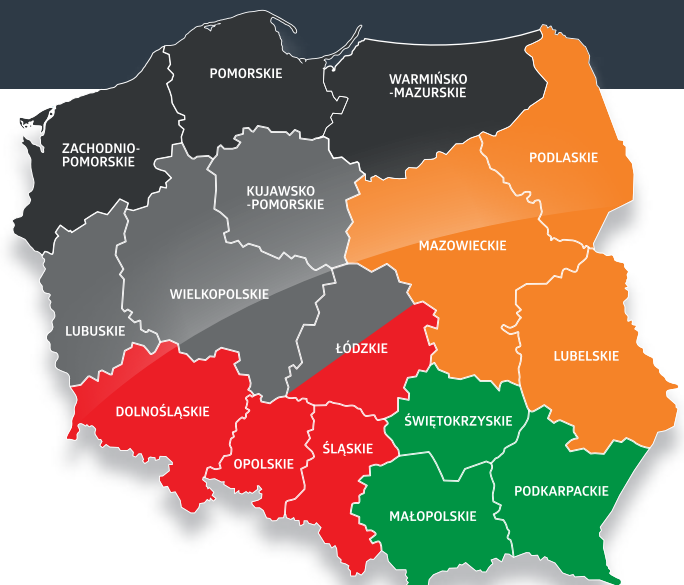 POMORSKIE
WARMIŃSKO
-MAZURSKIE
ZACHODNIO-
POMORSKIE
PODLASKIE
KUJAWSKO
-POMORSKIE
MAZOWIECKIE
WIELKOPOLSKIE
LUBUSKIE
ŁÓDZKIE
LUBELSKIE
DOLNOŚLĄSKIE
ŚWIĘTOKRZYSKIE
ŚLĄSKIE
OPOLSKIE
PODKARPACKIE
MAŁOPOLSKIE